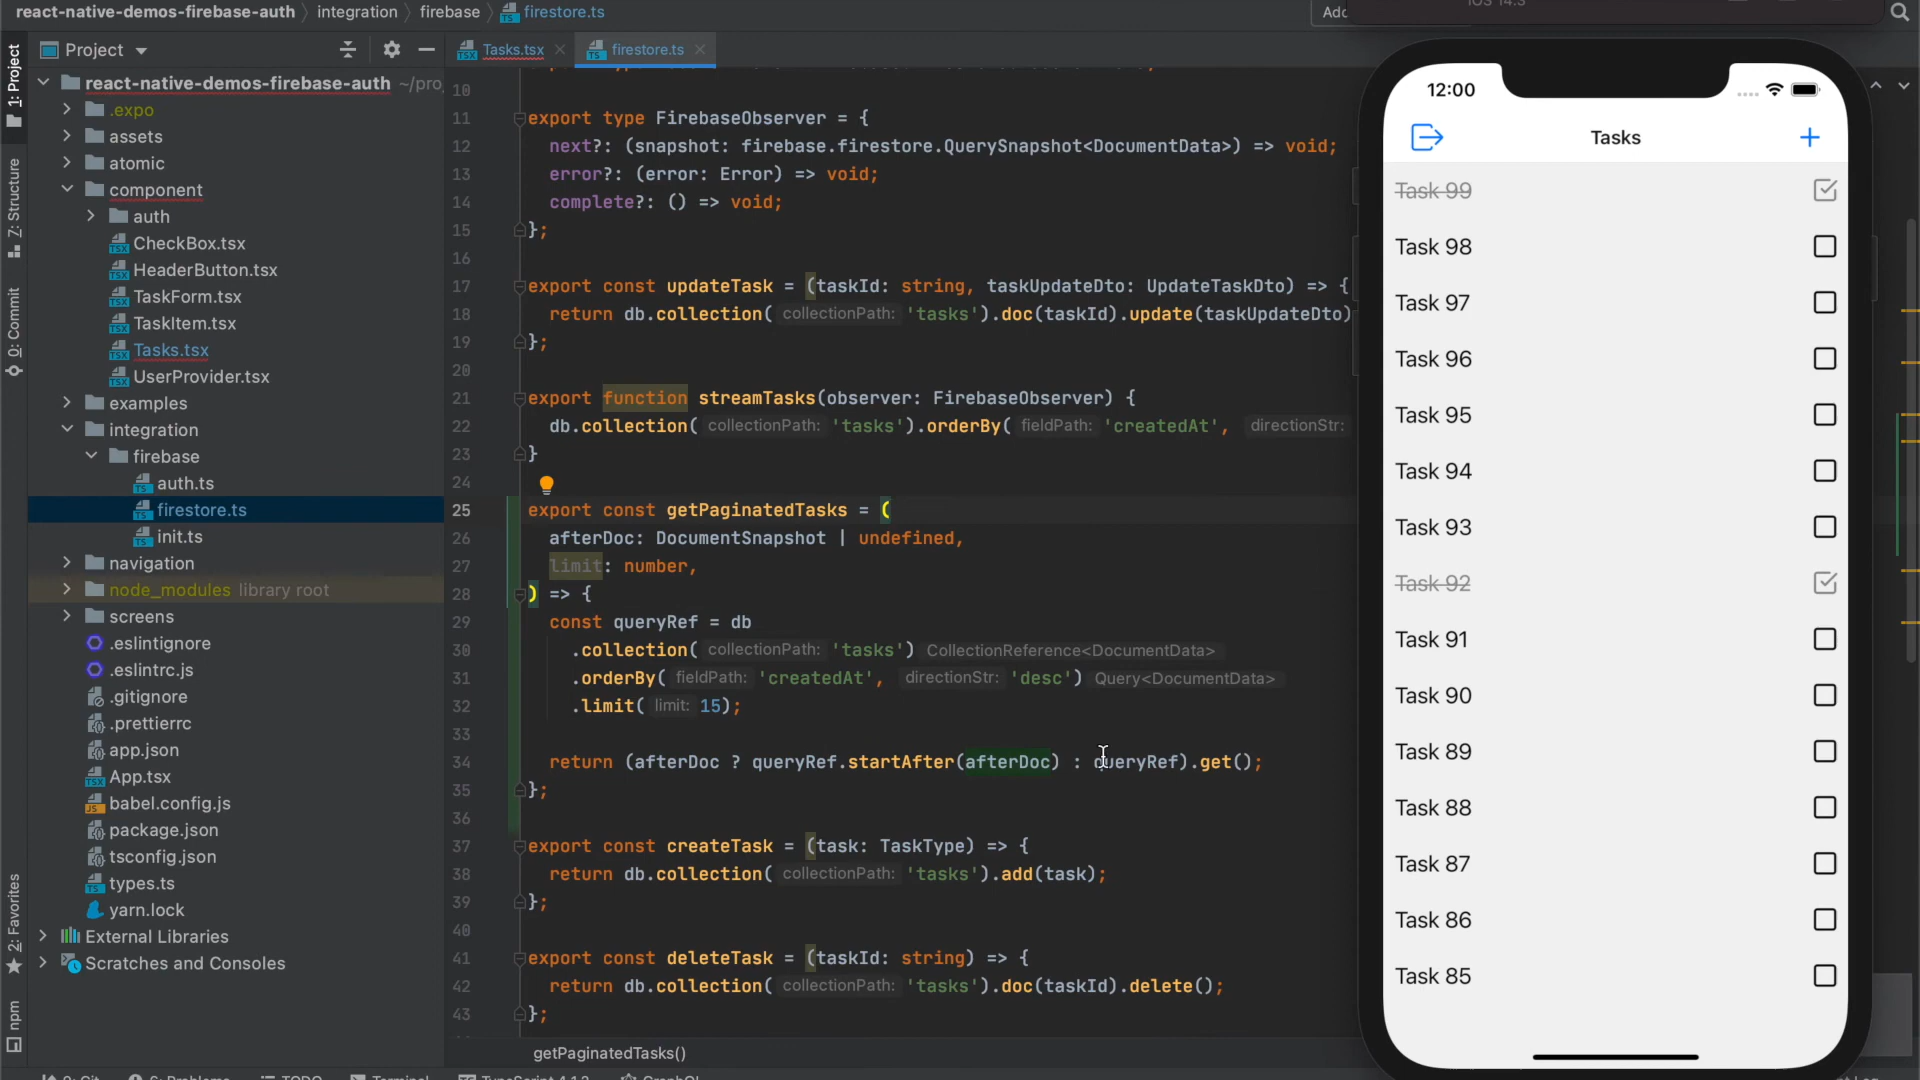 react-native-demos-firebase-auth integration firebase firestore.ts
Project
Tasks.tsx
firestore.ts
react-native-demos-firebase-auth ~/pro
.expo
assets
atomic
component
auth
CheckBox.tsx
HeaderButton.tsx
TaskForm.tsx
TaskItem.tsx
Tasks.tsx
UserProvider.tsx
examples
integration
firebase
auth.ts
firestore.ts
init.ts
navigation
node_modules library root
screens
.eslintignore
.eslintrc.js
.gitignore
.prettierrc
app.json
App.tsx
babel.config.js
package.json
tsconfig.json
types.ts
yarn.lock
External Libraries
Scratches and Consoles
1: Project
Z: Structure
0: Commit
2: Favorites
npm
10
11 export type FirebaseObserver = {
12 next?: (snapshot: firebase.firestore.QuerySnapshot<DocumentData>) => void;
13 error?: (error: Error) => void;
14 complete?: () => void;
15 };
16
17 export const updateTask = (taskId: string, taskUpdateDto: UpdateTaskDto) => {
18 return db.collection( collectionPath: 'tasks').doc(taskId).update(taskUpdateDto)
19 };
20
21 export function streamTasks(observer: FirebaseObserver) {
22 db.collection( collectionPath: 'tasks').orderBy( fieldPath: 'createdAt', directionStr:
23 }
24
25 export const getPaginatedTasks = (
26 afterDoc: DocumentSnapshot | undefined,
27 limit: number,
28 ) => {
29 const queryRef = db
30 .collection( collectionPath: 'tasks') CollectionReference<DocumentData>
31 .orderBy( fieldPath: 'createdAt', directionStr: 'desc') Query<DocumentData>
32 .limit( limit: 15);
33
34 return (afterDoc ? queryRef.startAfter(afterDoc) : queryRef).get();
35 };
36
37 export const createTask = (task: TaskType) => {
38 return db.collection( collectionPath: 'tasks').add(task);
39 };
40
41 export const deleteTask = (taskId: string) => {
42 return db.collection( collectionPath: 'tasks').doc(taskId).delete();
43 };
getPaginatedTasks()
12:00
Tasks
Task 99
Task 98
Task 97
Task 96
Task 95
Task 94
Task 93
Task 92
Task 91
Task 90
Task 89
Task 88
Task 87
Task 86
Task 85